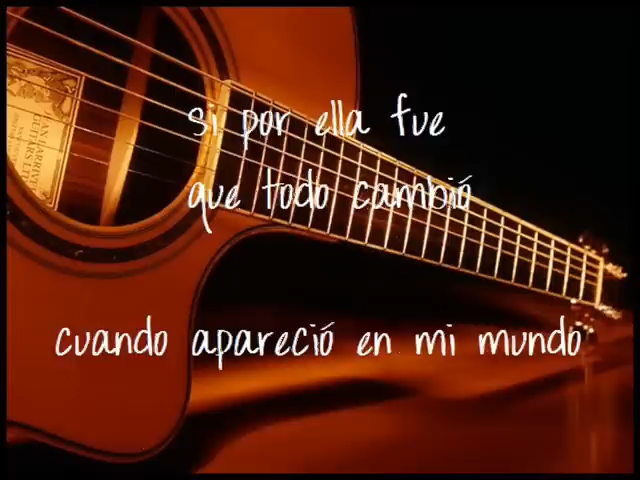 si por ella fue
que todo cambió
cuando apareció en mi mundo